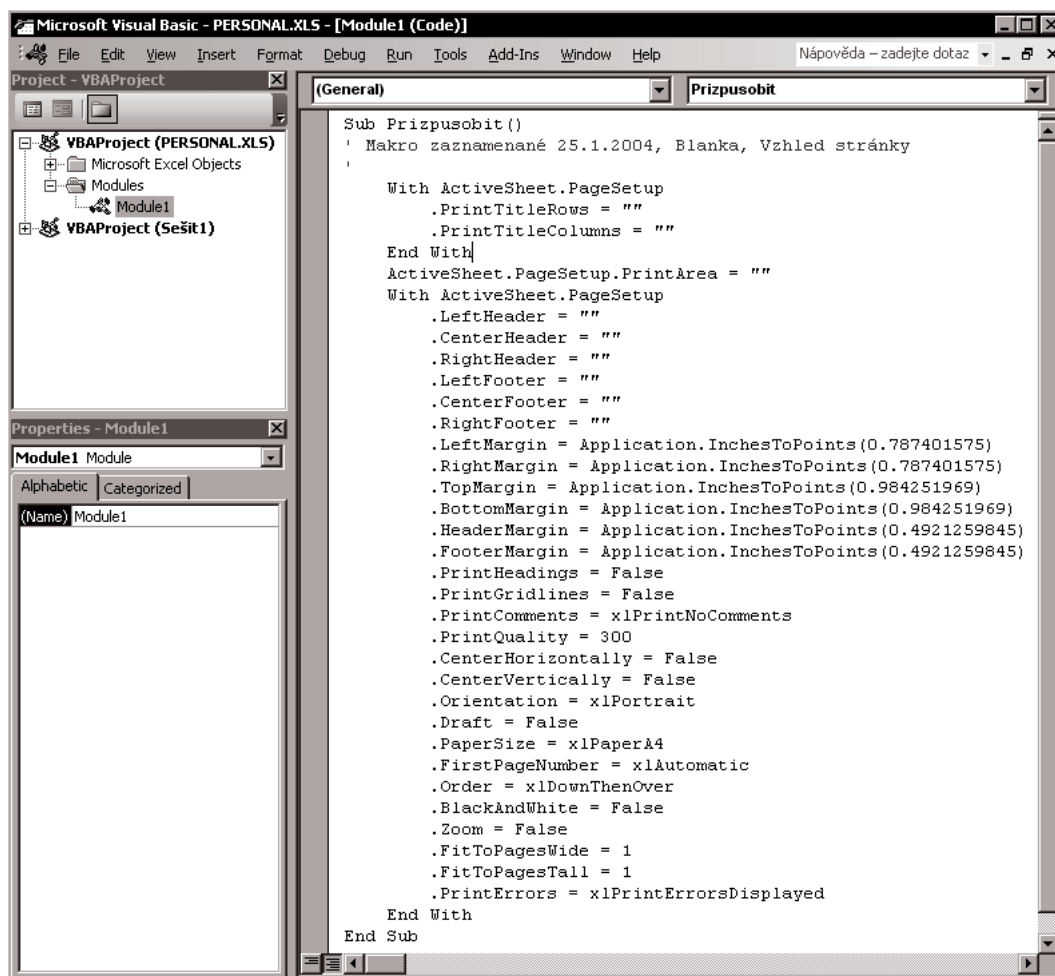 Microsoft Visual Basic - PERSONAL.XLS - [Module1 (Code)]
File Edit View Insert Format Debug Run Tools Add-Ins Window Help Nápověda – zadejte dotaz
Project - VBAProject
VBAProject (PERSONAL.XLS)
Microsoft Excel Objects
Modules
Module1
VBAProject (Sešit1)
Properties - Module1
Module1 Module
Alphabetic Categorized
(Name) Module1
(General) Prizpusobit
Sub Prizpusobit()
' Makro zaznamenané 25.1.2004, Blanka, Vzhled stránky
'
With ActiveSheet.PageSetup
.PrintTitleRows = ""
.PrintTitleColumns = ""
End With
ActiveSheet.PageSetup.PrintArea = ""
With ActiveSheet.PageSetup
.LeftHeader = ""
.CenterHeader = ""
.RightHeader = ""
.LeftFooter = ""
.CenterFooter = ""
.RightFooter = ""
.LeftMargin = Application.InchesToPoints(0.787401575)
.RightMargin = Application.InchesToPoints(0.787401575)
.TopMargin = Application.InchesToPoints(0.984251969)
.BottomMargin = Application.InchesToPoints(0.984251969)
.HeaderMargin = Application.InchesToPoints(0.4921259845)
.FooterMargin = Application.InchesToPoints(0.4921259845)
.PrintHeadings = False
.PrintGridlines = False
.PrintComments = xlPrintNoComments
.PrintQuality = 300
.CenterHorizontally = False
.CenterVertically = False
.Orientation = xlPortrait
.Draft = False
.PaperSize = xlPaperA4
.FirstPageNumber = xlAutomatic
.Order = xlDownThenOver
.BlackAndWhite = False
.Zoom = False
.FitToPagesWide = 1
.FitToPagesTall = 1
.PrintErrors = xlPrintErrorsDisplayed
End With
End Sub